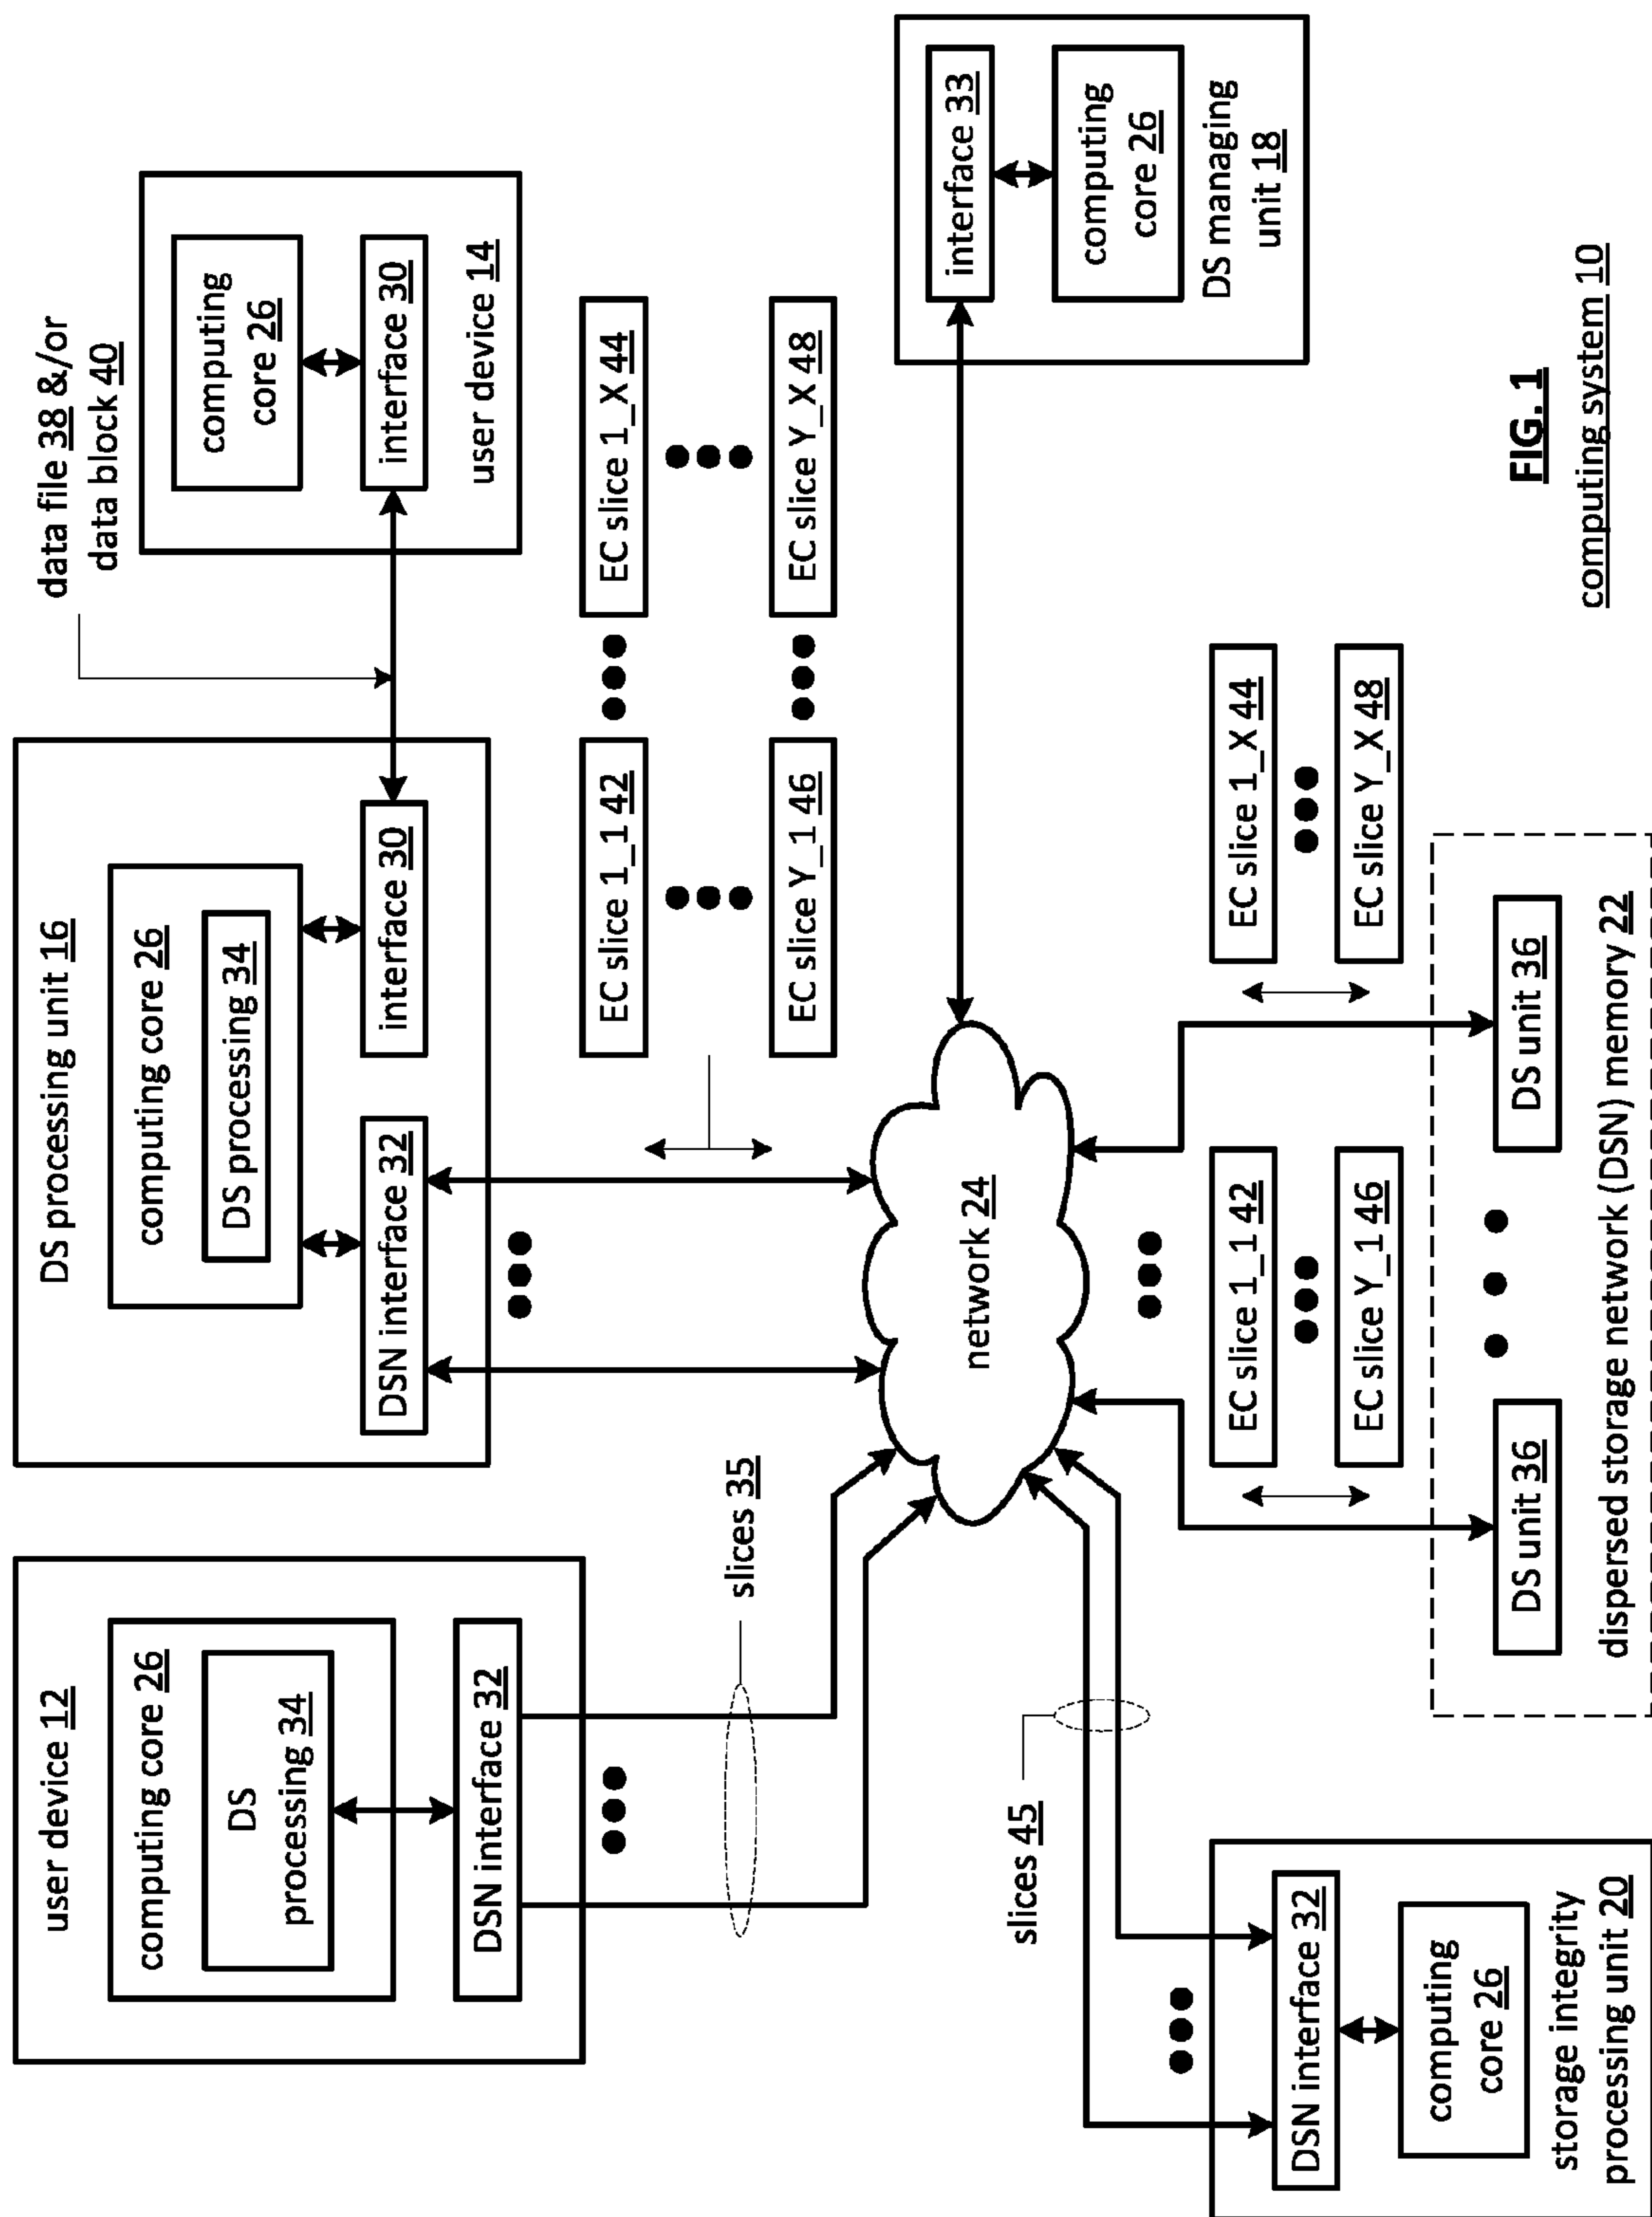 user device 12
computing core 26
DS
processing 34
DSN interface 32
slices 35
DS processing unit 16
computing core 26
DS processing 34
DSN interface 32
interface 30
data file 38 &/or
data block 40
computing
core 26
interface 30
user device 14
EC slice 1_1 42
EC slice 1_X 44
EC slice Y_1 46
EC slice Y_X 48
network 24
interface 33
computing
core 26
DS managing
unit 18
slices 45
DSN interface 32
computing
core 26
storage integrity
processing unit 20
EC slice 1_1 42
EC slice Y_1 46
EC slice 1_X 44
EC slice Y_X 48
DS unit 36
DS unit 36
dispersed storage network (DSN) memory 22
FIG. 1
computing system 10